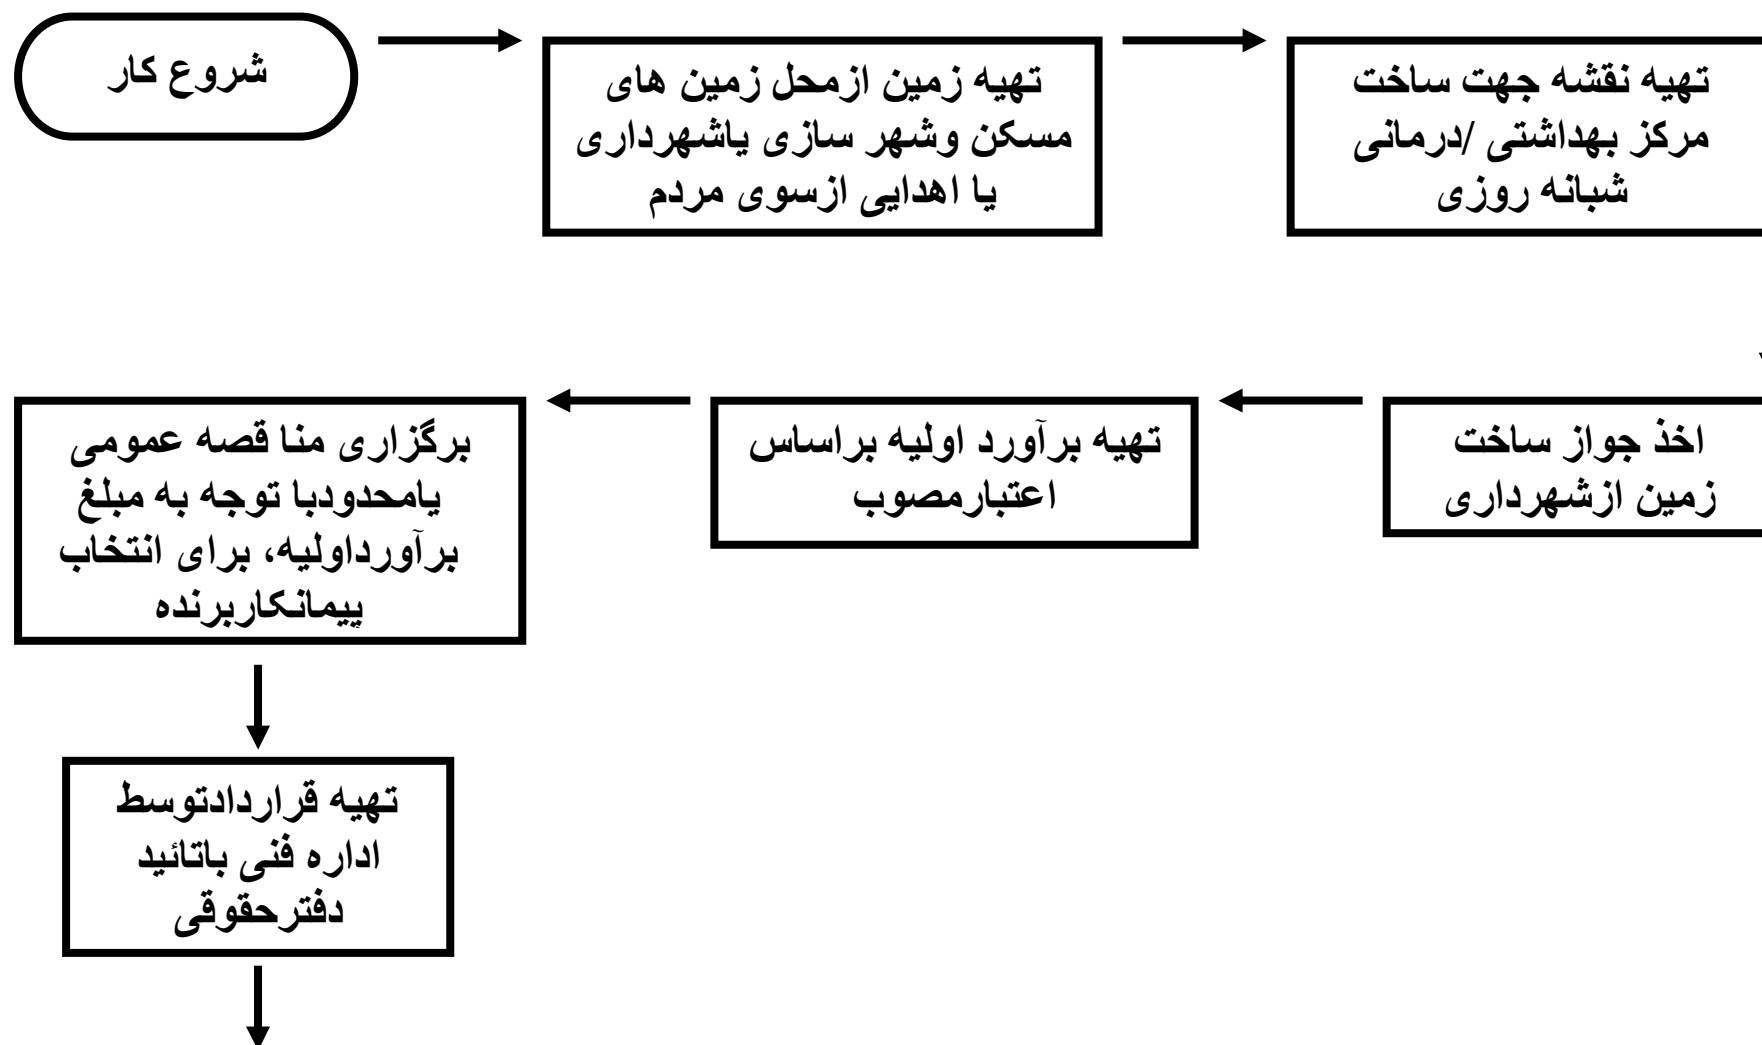 شروع کار
تهیه زمین ازمحل زمین های
مسکن وشهر سازی یاشهرداری
یا اهدایی ازسوی مردم
تهیه نقشه جهت ساخت
مرکز بهداشتی /درمانی
شبانه روزی
اخذ جواز ساخت
زمین ازشهرداری
تهیه برآورد اولیه براساس
اعتبارمصوب
برگزاری منا قصه عمومی
یامحدودبا توجه به مبلغ
برآورداولیه، برای انتخاب
پیمانکاربرنده
تهیه قراردادتوسط
اداره فنی باتائید
دفترحقوقی